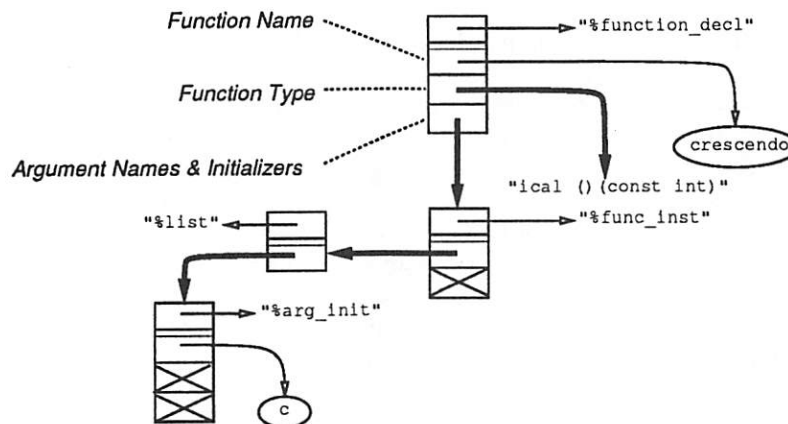 Function Name
"%function_decl"
Function Type
crescendo
Argument Names & Initializers
"ical ()(const int)"
"%list"
"%func_inst"
"%arg_init"
c